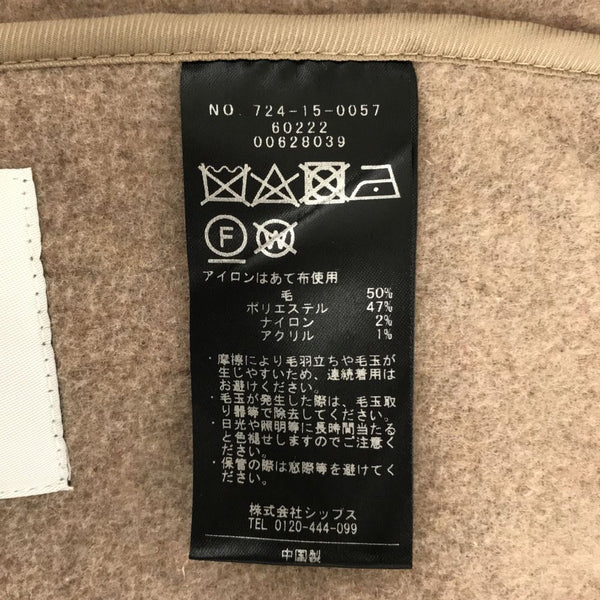 NO. 724-15-0057
60222
00628039
F
W
アイロンはあて布使用
毛 50%
ポリエステル 47%
ナイロン 2%
アクリル 1%
・摩擦により毛羽立ちや毛玉が
生じやすいため、連続着用は
お避けください。
・毛玉が発生した際は、毛玉取
り器等で除去してください。
・日光や照明等に長時間当たる
と色褪せしますのでご注意く
ださい。
・保管の際は窓際等を避けてく
ださい。
株式会社シップス
TEL 0120-444-099
中国製